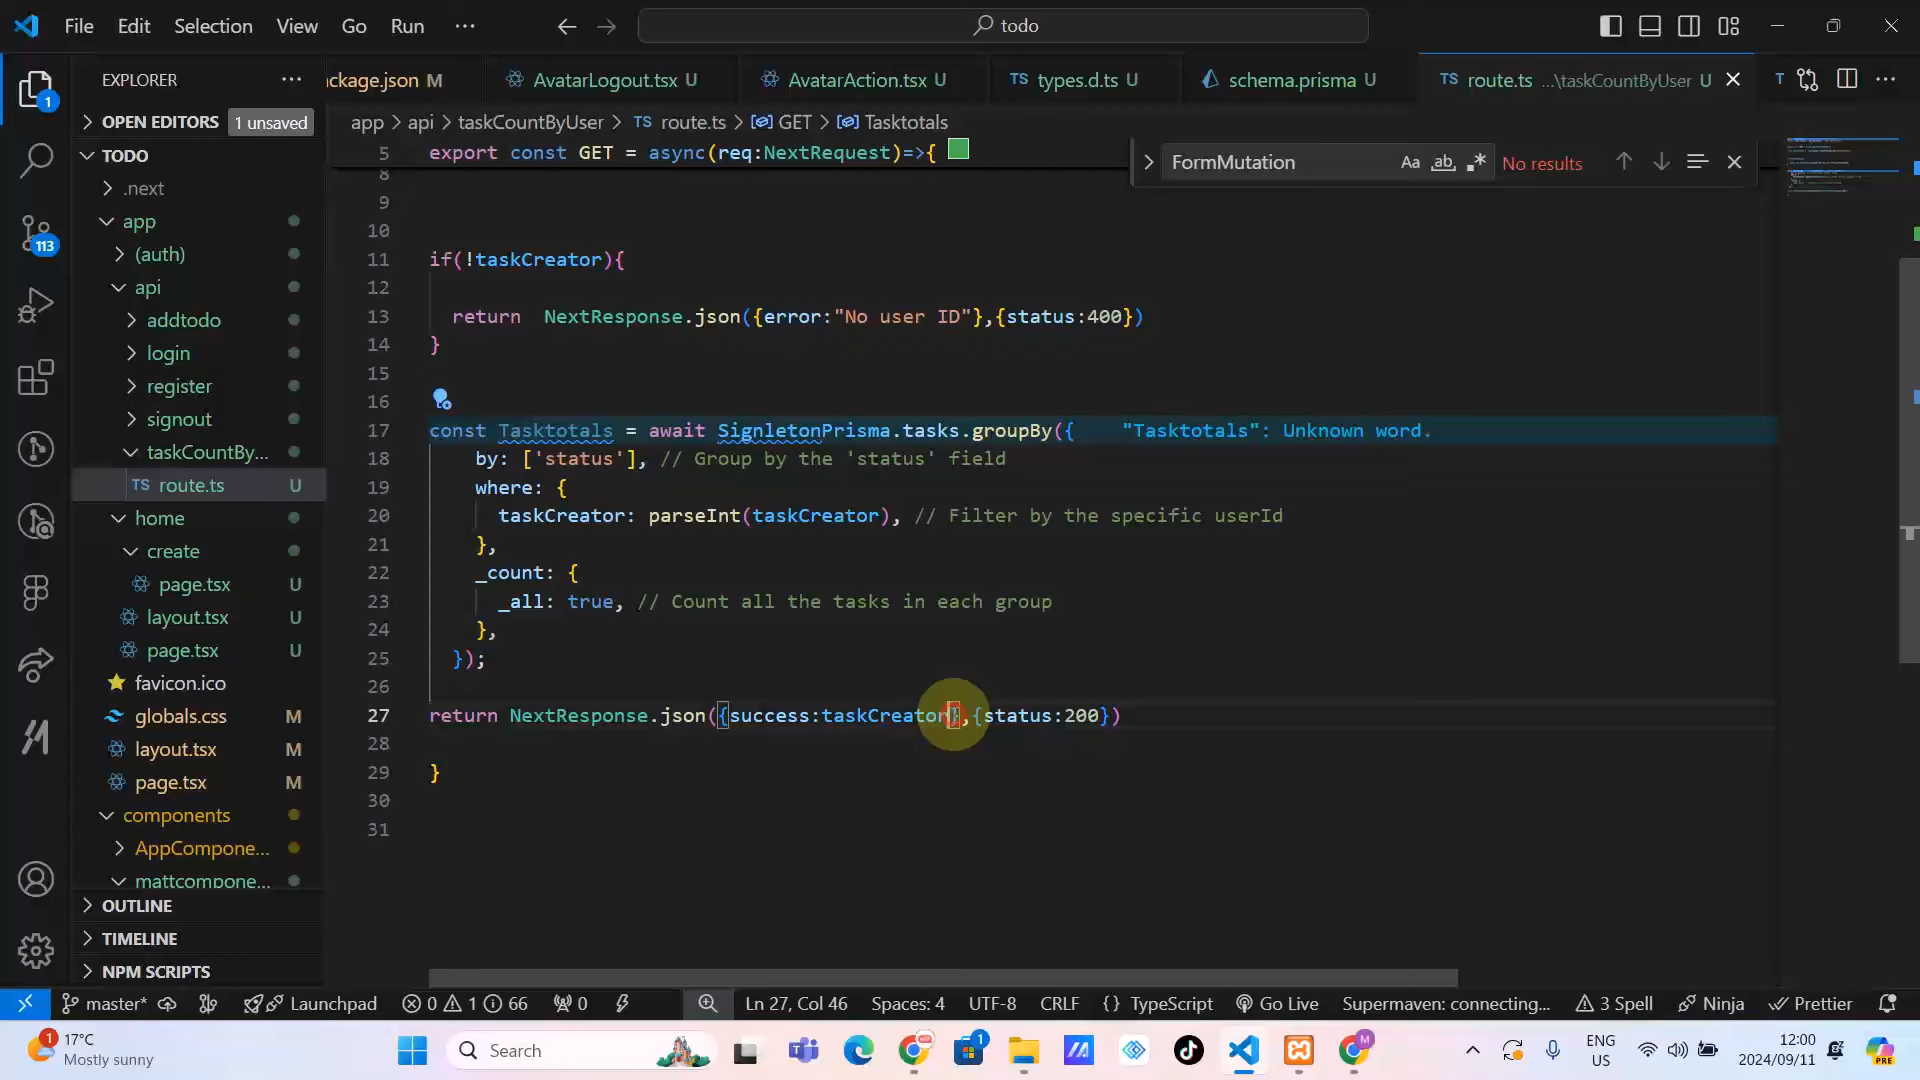 File Edit Selection View Go Run ··· todo
EXPLORER ···
OPEN EDITORS 1 unsaved
TODO
.next
app
(auth)
api
addtodo
login
register
signout
taskCountBy...
TS route.ts U
home
create
page.tsx U
layout.tsx U
page.tsx U
favicon.ico
globals.css M
layout.tsx M
page.tsx M
components
AppCompone...
mattcompone...
OUTLINE
TIMELINE
NPM SCRIPTS
1
113
ckage.json M AvatarLogout.tsx U AvatarAction.tsx U TS types.d.ts U schema.prisma U TS route.ts ...\taskCountByUser U T
app > api > taskCountByUser > TS route.ts > GET > Tasktotals
FormMutation Aa ab No results
5 export const GET = async(req:NextRequest)=>{
8
9
10
11 if(!taskCreator){
12
13 return NextResponse.json({error:"No user ID"},{status:400})
14 }
15
16
17 const Tasktotals = await SignletonPrisma.tasks.groupBy({ "Tasktotals": Unknown word.
18 by: ['status'], // Group by the 'status' field
19 where: {
20 taskCreator: parseInt(taskCreator), // Filter by the specific userId
21 },
22 _count: {
23 _all: true, // Count all the tasks in each group
24 },
25 });
26
27 return NextResponse.json({success:taskCreator},{status:200})
28
29 }
30
31
master* Launchpad 0 1 66 0 Ln 27, Col 46 Spaces: 4 UTF-8 CRLF {} TypeScript Go Live Supermaven: connecting... 3 Spell Ninja Prettier
1 17°C
Mostly sunny
Search
1
M
ENG
US
12:00
2024/09/11
PRE